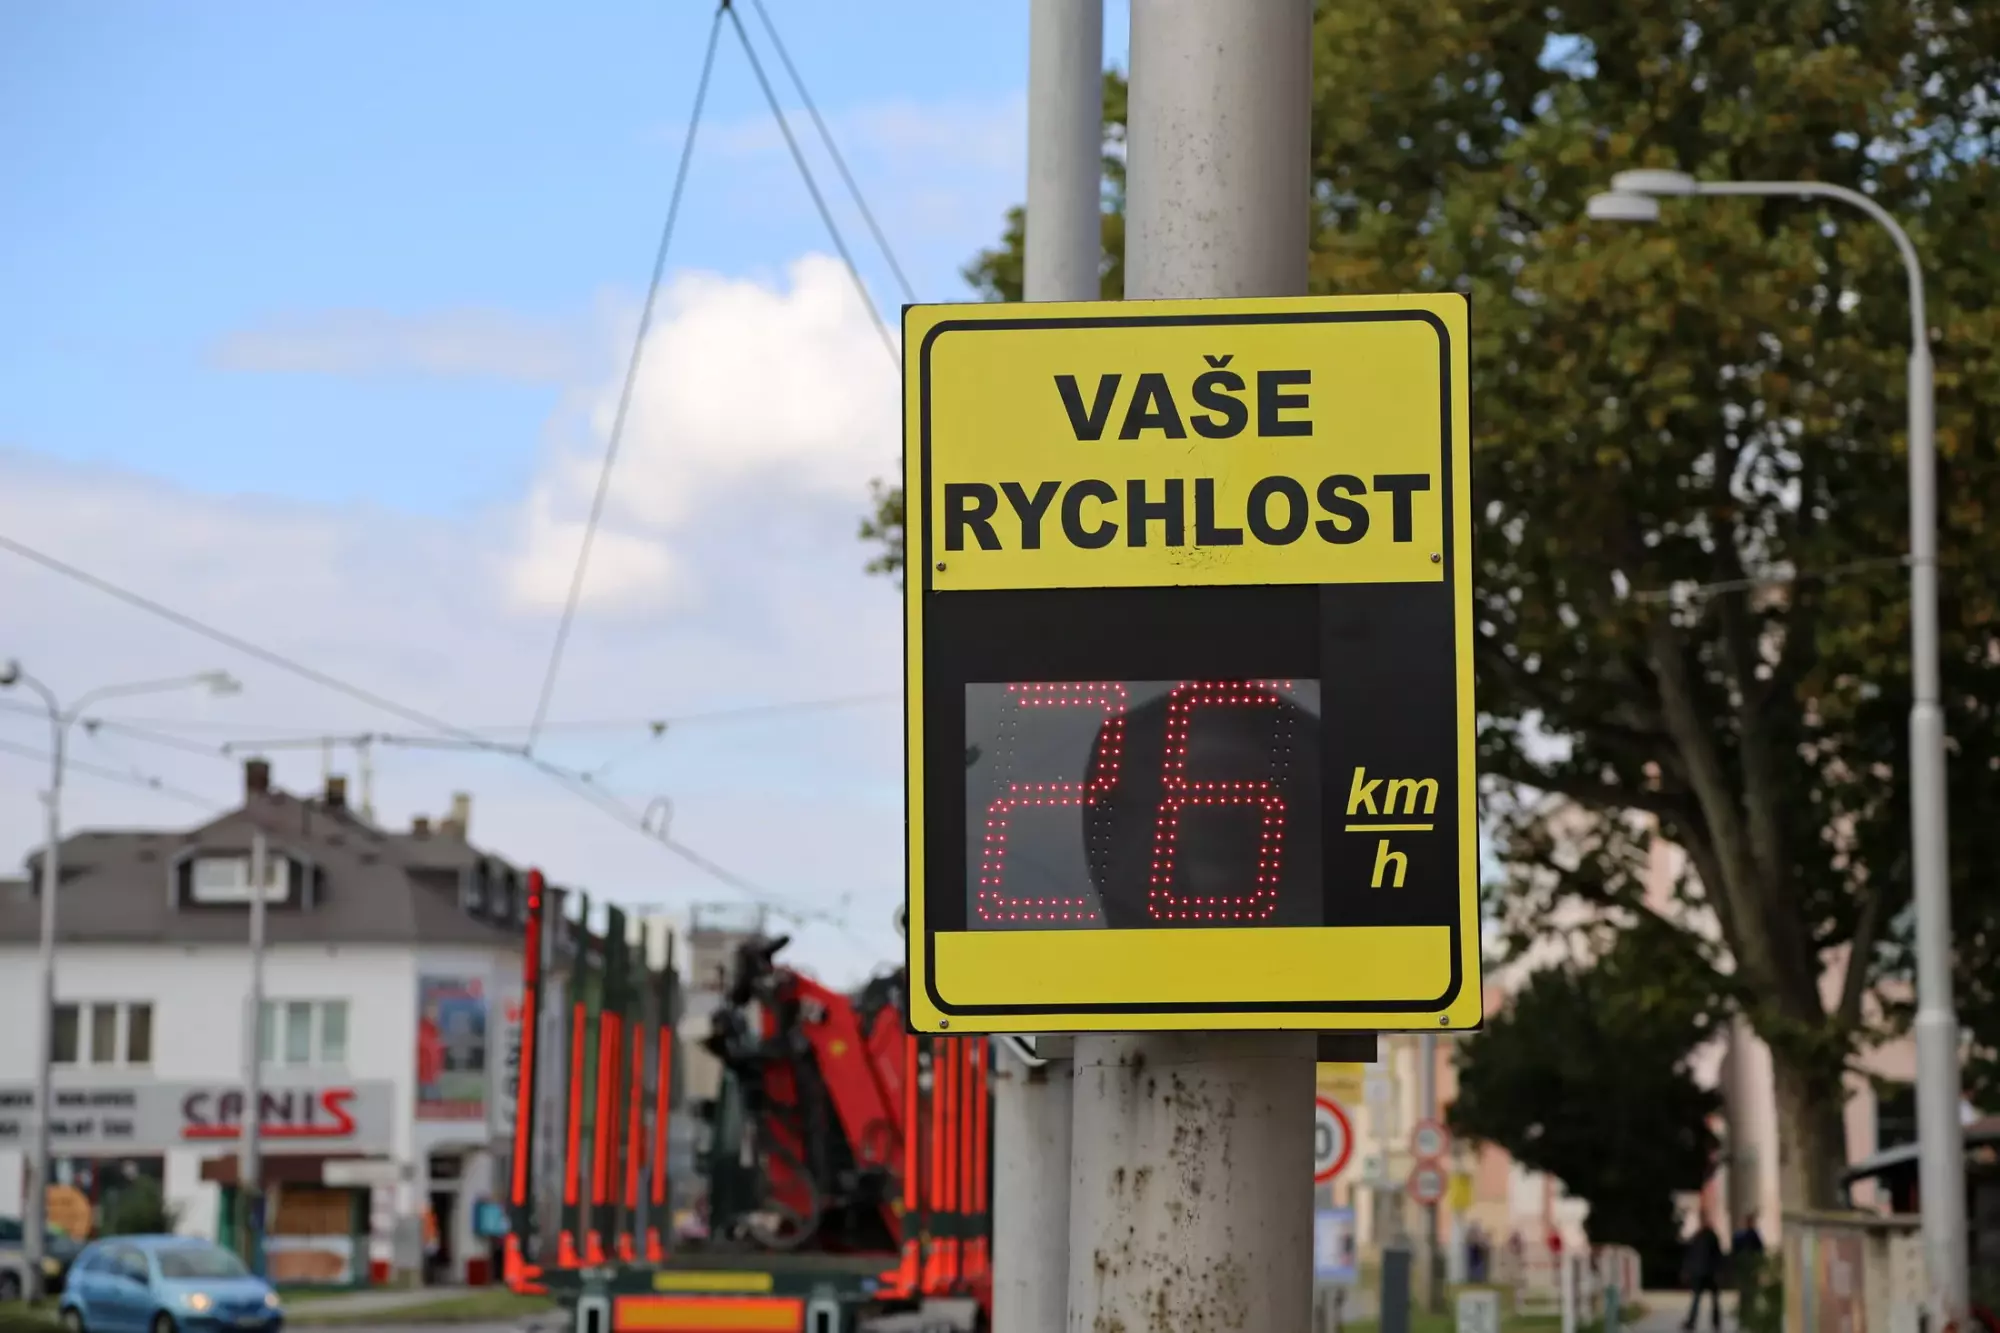 VAŠE
RYCHLOST
26
km
h
CANIS